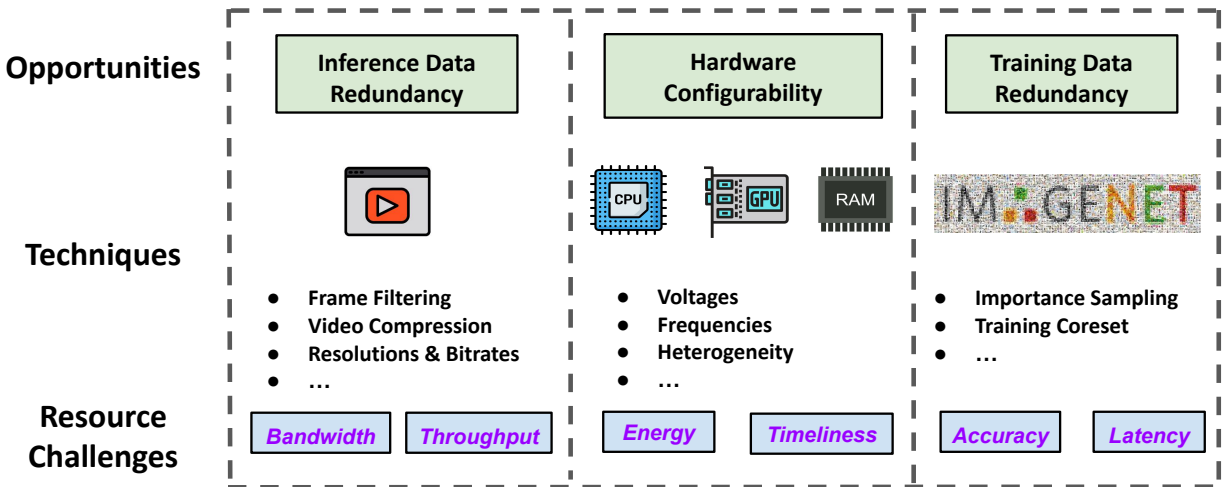 Opportunities
Inference Data
Redundancy
Hardware
Configurability
Training Data
Redundancy
Techniques
CPU
GPU
RAM
IMAGENET
● Frame Filtering
● Video Compression
● Resolutions & Bitrates
● ...
● Voltages
● Frequencies
● Heterogeneity
● ...
● Importance Sampling
● Training Coreset
● ...
Resource
Challenges
Bandwidth
Throughput
Energy
Timeliness
Accuracy
Latency